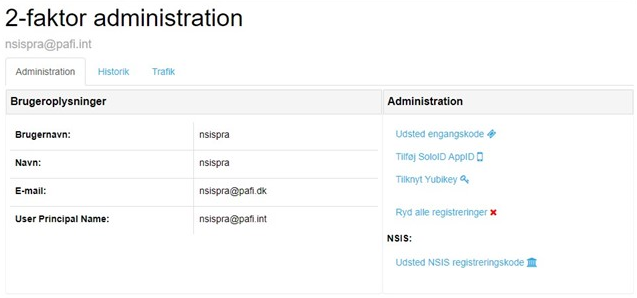 2-faktor administration
nsispra@pafi.int
Administration Historik Trafik
Brugeroplysninger
Brugernavn: nsispra
Navn: nsispra
E-mail: nsispra@pafi.dk
User Principal Name: nsispra@pafi.int
Administration
Udsted engangskode
Tilføj SoloID AppID
Tilknyt Yubikey
Ryd alle registreringer
NSIS:
Udsted NSIS registreringskode